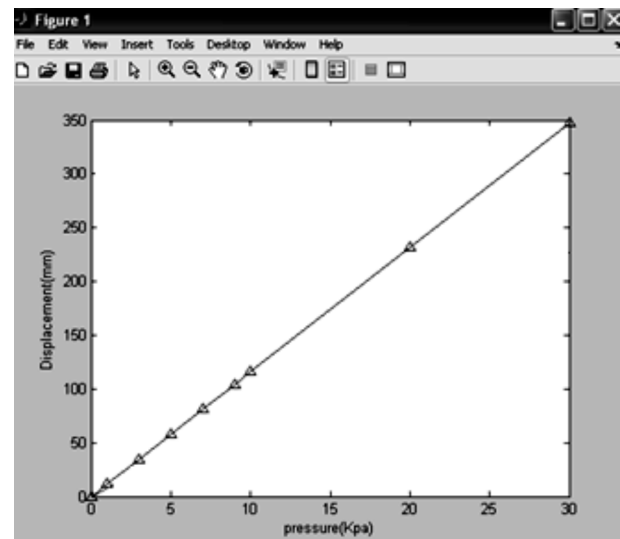 Figure 1
File Edit View Insert Tools Desktop Window Help
350
300
250
200
150
100
50
0
Displacement(mm)
0 5 10 15 20 25 30
pressure(Kpa)